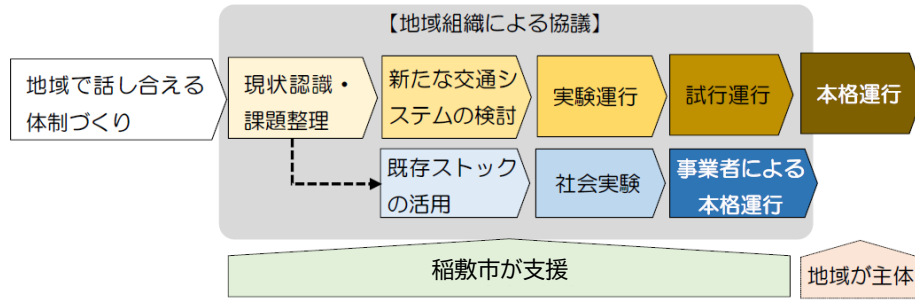 【地域組織による協議】
地域で話し合える
体制づくり
現状認識・
課題整理
新たな交通シ
ステムの検討
実験運行
試行運行
本格運行
既存ストック
の活用
社会実験
事業者による
本格運行
稲敷市が支援
地域が主体